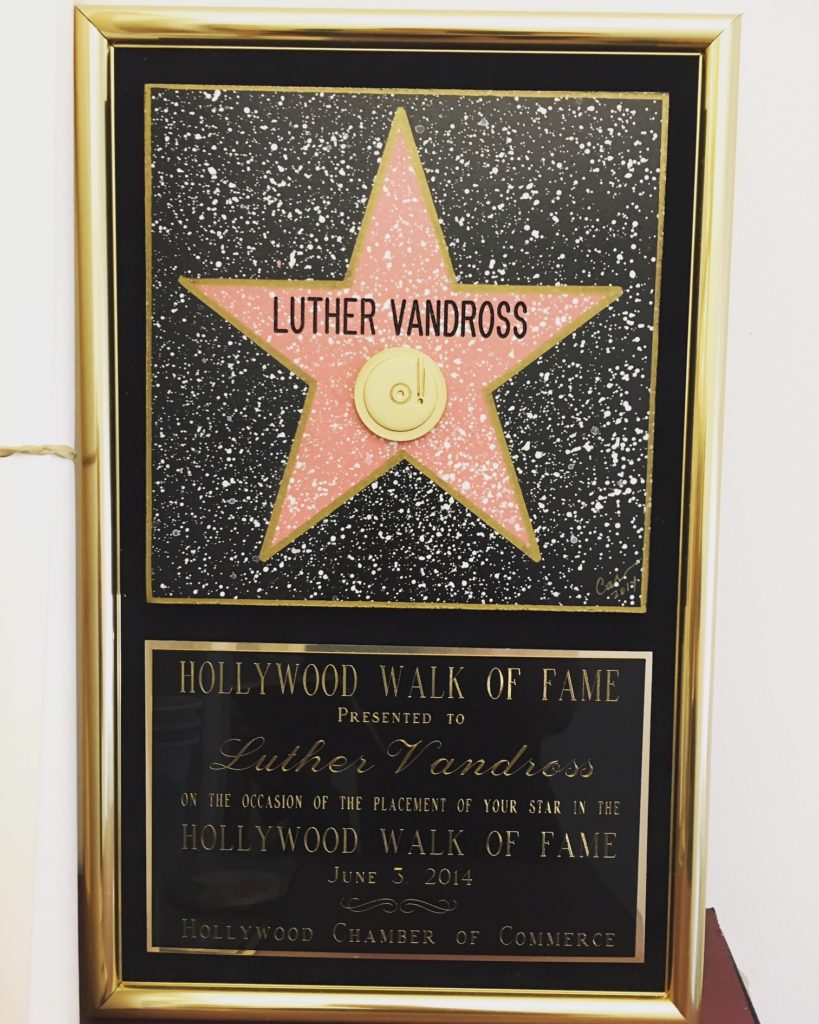 LUTHER VANDROSS
2014
HOLLYWOOD WALK OF FAME
PRESENTED TO
Luther Vandross
ON THE OCCASION OF THE PLACEMENT OF YOUR STAR IN THE
HOLLYWOOD WALK OF FAME
JUNE 3, 2014
HOLLYWOOD CHAMBER OF COMMERCE